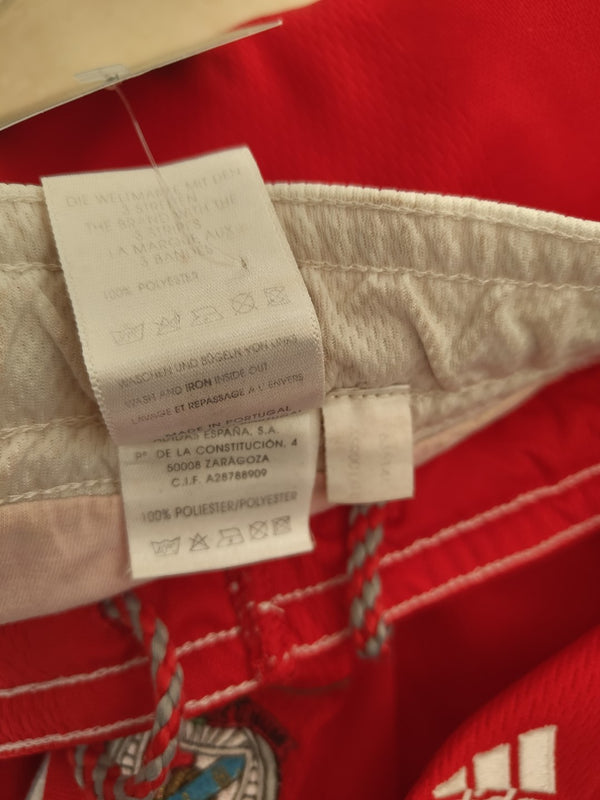 DIE WELTMARKE MIT DEN
3 STREIFEN
THE BRAND WITH THE
3 STRIPES
LA MARQUE AUX
3 BANDES
100% POLYESTER
WASCHEN UND BÜGELN VON LINKS
WASH AND IRON INSIDE OUT
LAVAGE ET REPASSAGE A L'ENVERS
MADE IN PORTUGAL
ADIDAS ESPAÑA, S.A.
Pº. DE LA CONSTITUCIÓN, 4
50008 ZARAGOZA
C.I.F. A28788909
100% POLIESTER/POLYESTER